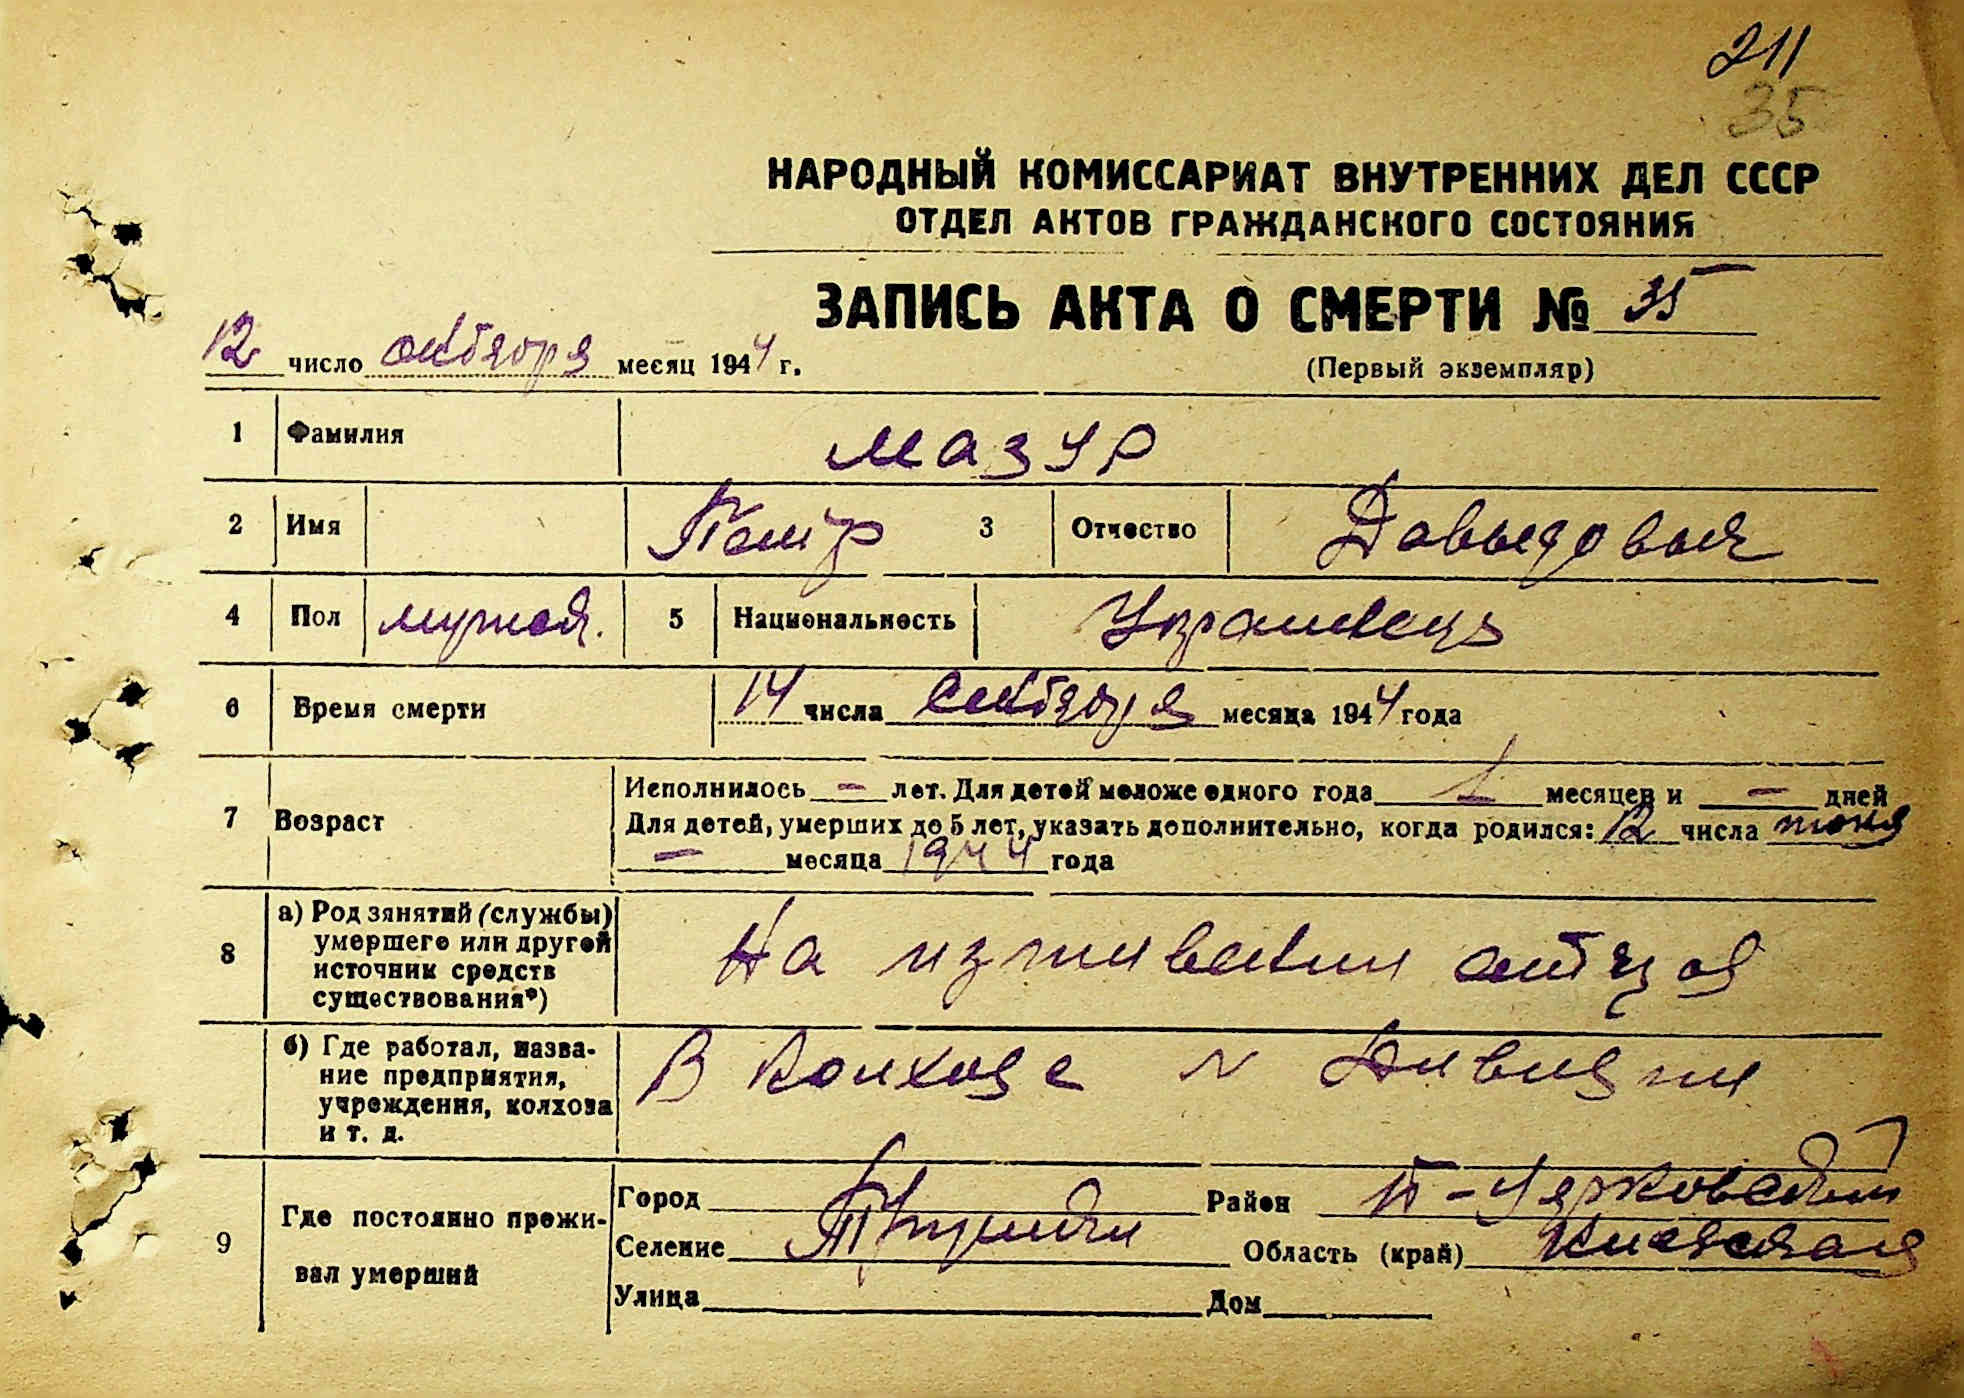 211
35
НАРОДНЫЙ КОМИССАРИАТ ВНУТРЕННИХ ДЕЛ СССР
ОТДЕЛ АКТОВ ГРАЖДАНСКОГО СОСТОЯНИЯ
ЗАПИСЬ АКТА О СМЕРТИ № 35
12 число октября месяц 1944 г.
(Первый экземпляр)
1 Фамилия Мазур
2 Имя Петр 3 Отчество Давыдович
4 Пол мужской. 5 Национальность Украинец
6 Время смерти 14 числа месяца 1944 года
7 Возраст
Исполнилось — лет. Для детей моложе одного года 1 месяцев и — дней
Для детей, умерших до 5 лет, указать дополнительно, когда родился: 12 числа
— месяца 1944 года
8 а) Род занятий (службы)
умершего или другой
источник средств
существования*)
На иждивении
б) Где работал, назва-
ние предприятия,
учреждения, колхоза
и т. д.
В колхозе
9 Где постоянно прожи-
вал умерший
Город Район
Селение Область (край) Киевская
Улица Дом